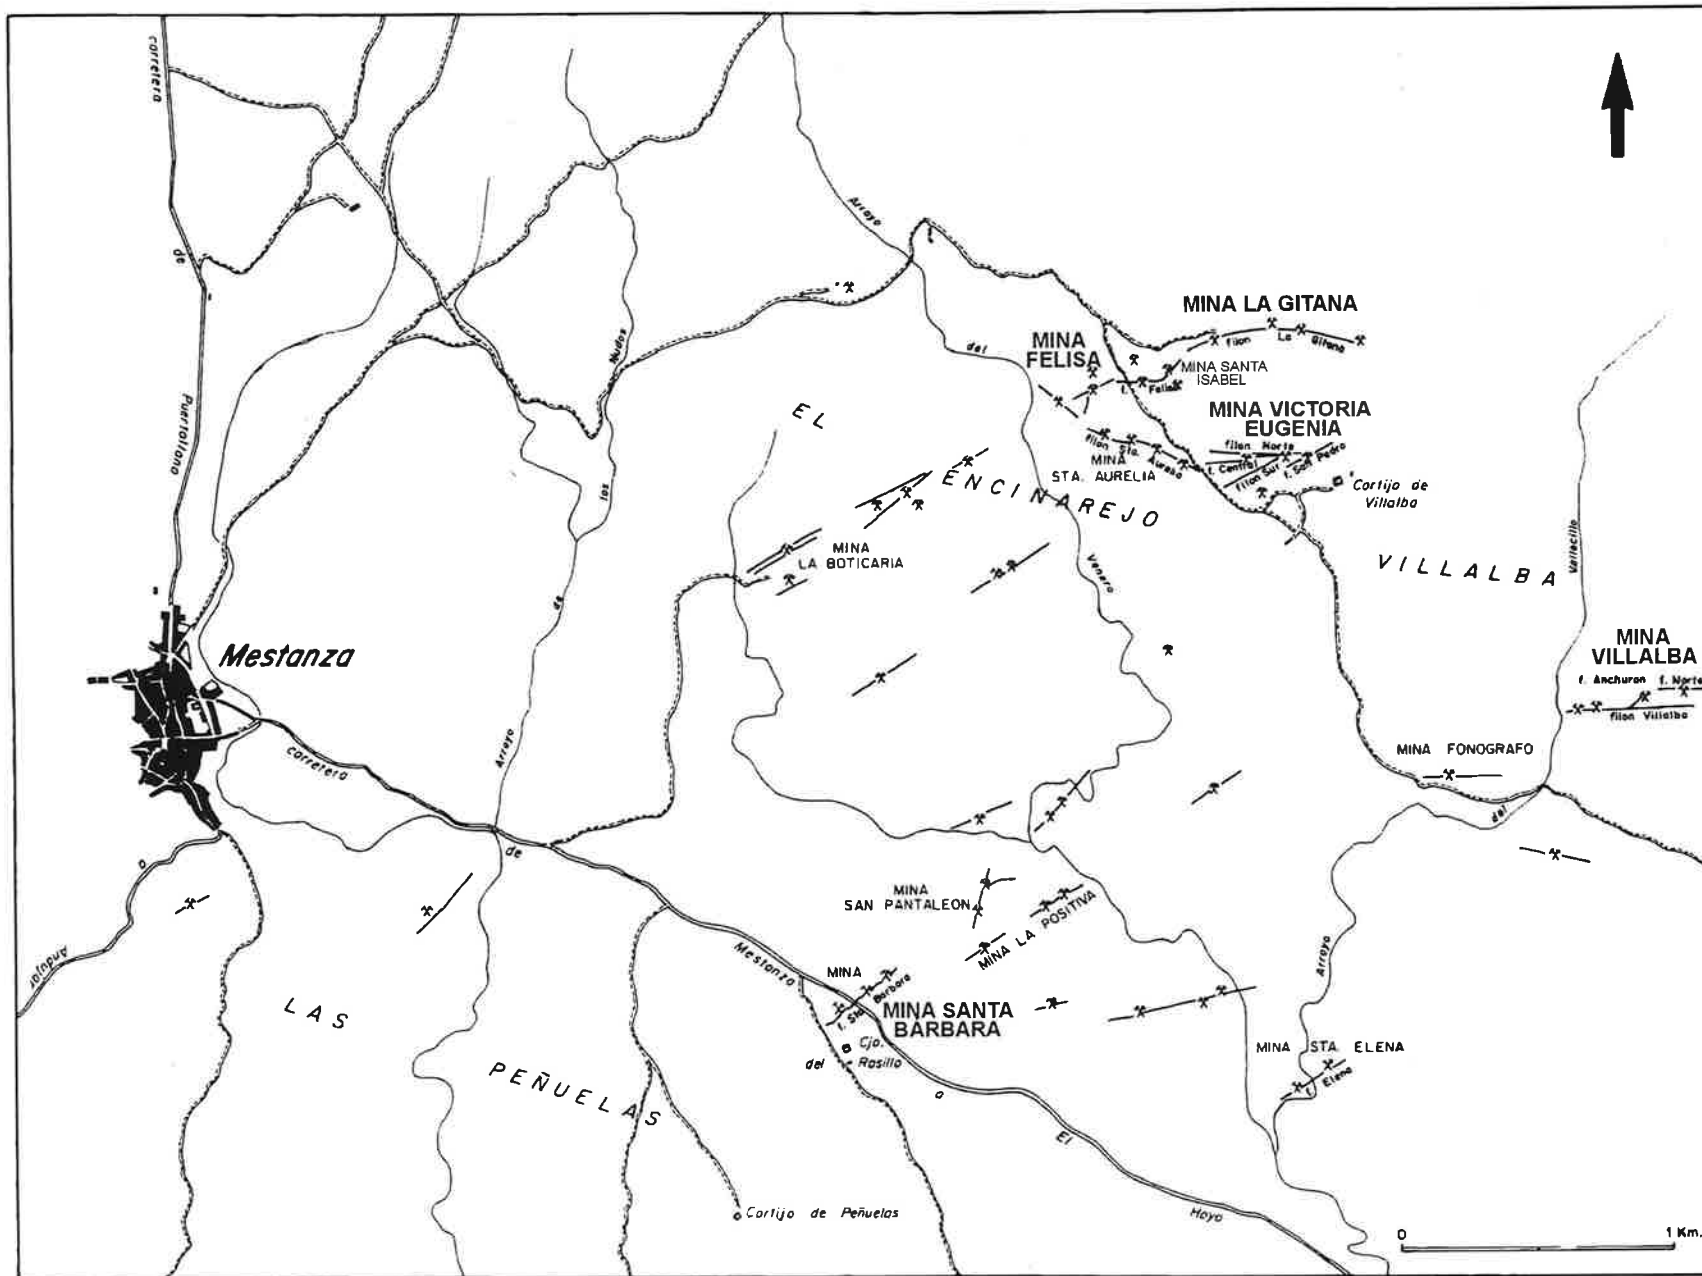 carretera
de
Puertollano
Arroyo
del
Venero
Nudos
los
de
Arroyo
MINA LA GITANA
filon La Gitana
MINA
FELISA
f. Felisa
MINA SANTA
ISABEL
MINA VICTORIA
EUGENIA
filon Norte
f. Central
filon Sur
f. San Pedro
filon Sta. Aurelia
MINA
STA. AURELIA
Cortijo de
Villalba
EL
ENCINAREJO
VILLALBA
Vallecillo
MINA
LA BOTICARIA
Mestanza
MINA
VILLALBA
f. Anchuron
f. Norte
filon Villalba
MINA FONOGRAFO
del
Arroyo
carretera
de
Mestanza
a
El
Hoyo
a
Andujar
MINA
SAN PANTALEON
MINA LA POSITIVA
MINA
f. Sta. Barbara
MINA SANTA
BARBARA
Cjo.
del Rosillo
MINA STA. ELENA
f. Elena
LAS
PEÑUELAS
Cortijo de Peñuelas
0 1 Km.